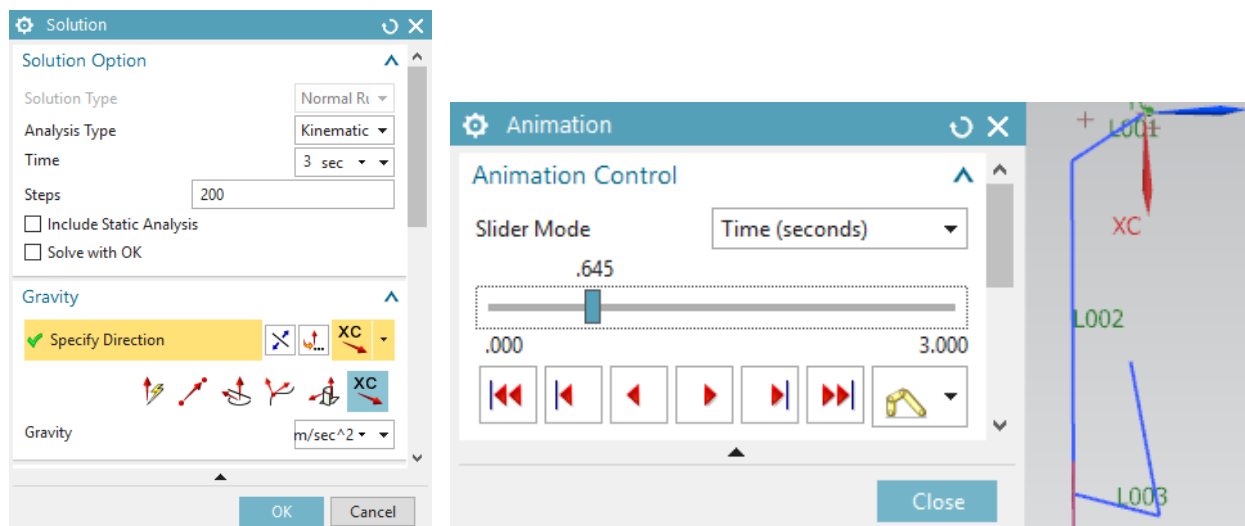 Solution
Solution Option
Solution Type Normal Ru
Analysis Type Kinematic
Time 3 sec
Steps 200
Include Static Analysis
Solve with OK
Gravity
Specify Direction XC
XC
Gravity m/sec^2
OK Cancel
Animation
Animation Control
Slider Mode Time (seconds)
.645
.000 3.000
Close
L001
XC
L002
L003